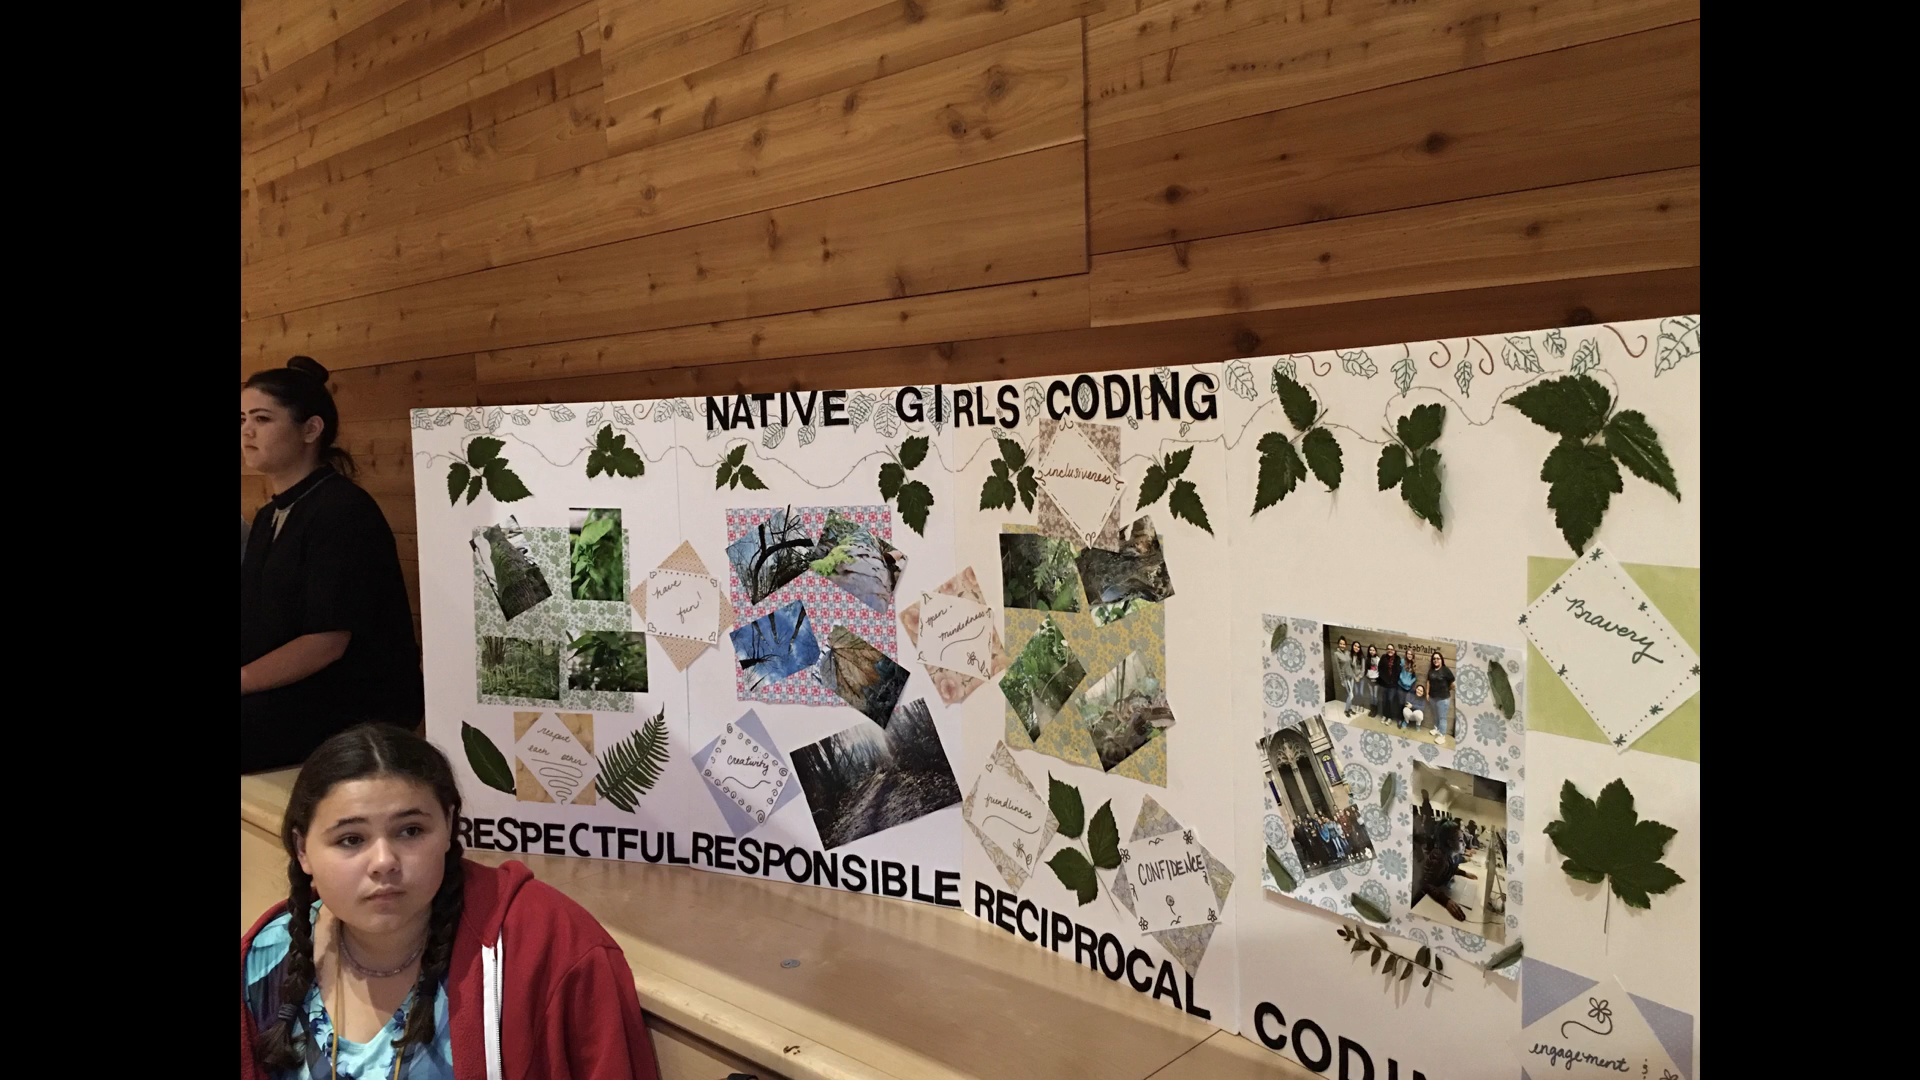 NATIVE GIRLS CODING
inclusiveness
have
fun!
open-
mindedness
Bravery
respect
each
other
creativity
friendliness
CONFIDENCE
RESPECTFUL RESPONSIBLE RECIPROCAL CODIN
engagement